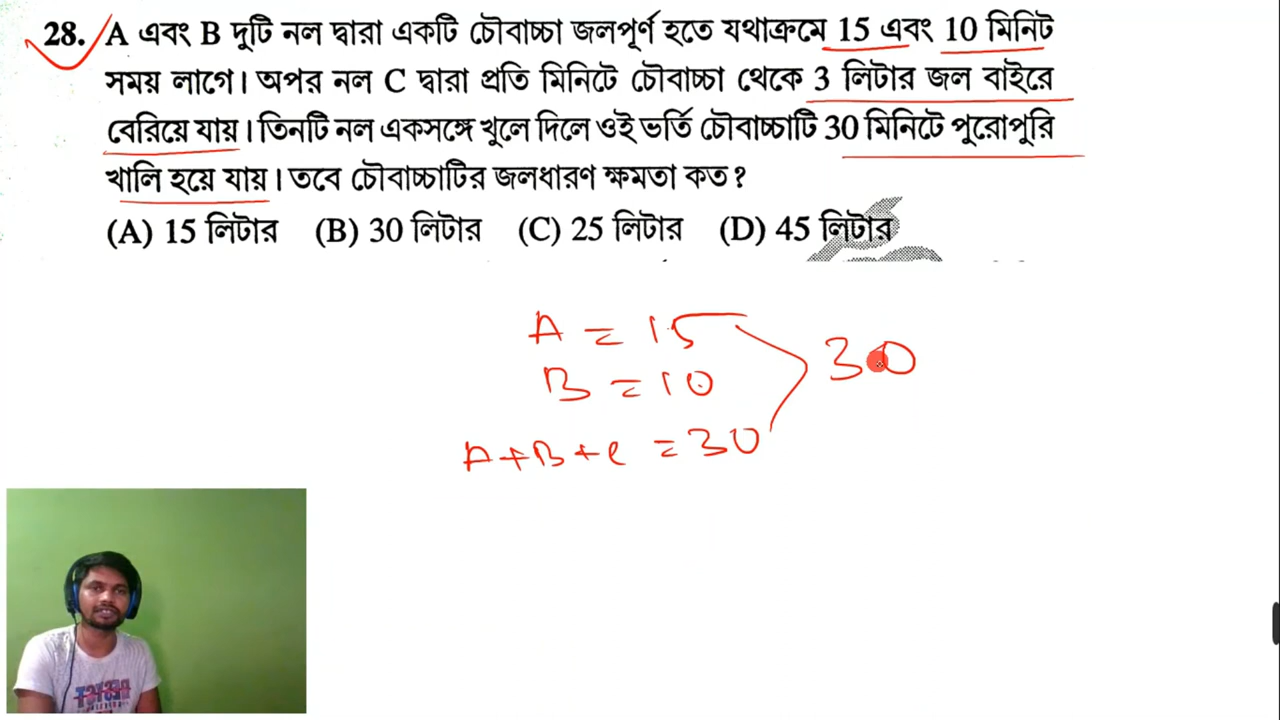 28. A এবং B দুটি নল দ্বারা একটি চৌবাচ্চা জলপূর্ণ হতে যথাক্রমে 15 এবং 10 মিনিট
সময় লাগে। অপর নল C দ্বারা প্রতি মিনিটে চৌবাচ্চা থেকে 3 লিটার জল বাইরে
বেরিয়ে যায়। তিনটি নল একসঙ্গে খুলে দিলে ওই ভর্তি চৌবাচ্চাটি 30 মিনিটে পুরোপুরি
খালি হয়ে যায়। তবে চৌবাচ্চাটির জলধারণ ক্ষমতা কত?
(A) 15 লিটার (B) 30 লিটার (C) 25 লিটার (D) 45 লিটার
A = 15
B = 10
30
A+B+C = 30